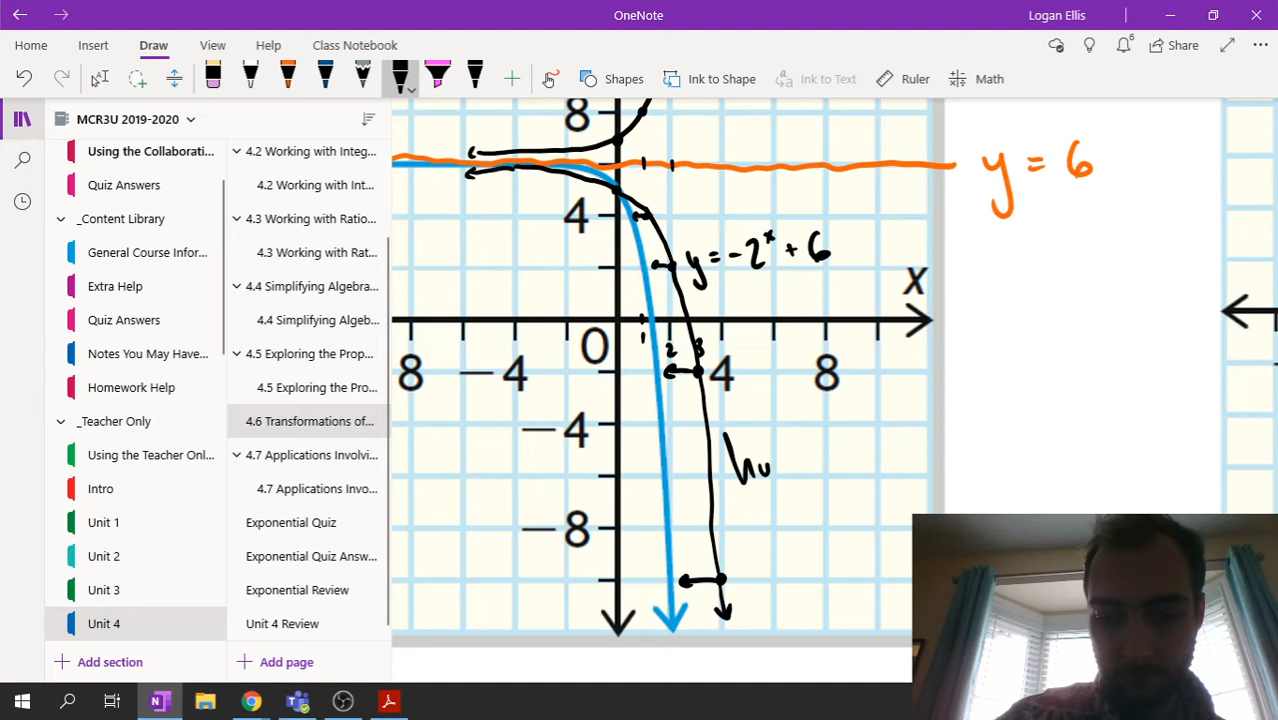 OneNote
Logan Ellis
Home Insert Draw View Help Class Notebook
6 Share
Shapes Ink to Shape Ink to Text Ruler Math
MCR3U 2019-2020
Using the Collaborati...
Quiz Answers
_Content Library
General Course Infor...
Extra Help
Quiz Answers
Notes You May Have...
Homework Help
_Teacher Only
Using the Teacher Onl...
Intro
Unit 1
Unit 2
Unit 3
Unit 4
Add section
4.2 Working with Integ...
4.2 Working with Int...
4.3 Working with Ratio...
4.3 Working with Rat...
4.4 Simplifying Algebra...
4.4 Simplifying Algeb...
4.5 Exploring the Prop...
4.5 Exploring the Pro...
4.6 Transformations of...
4.7 Applications Involvi...
4.7 Applications Invo...
Exponential Quiz
Exponential Quiz Answ...
Exponential Review
Unit 4 Review
Add page
8
y = 6
4
y = -2^x + 6
x
0 1 2 3
8 -4 4 8
-4
-8